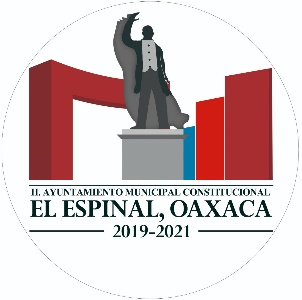 H. AYUNTAMIENTO MUNICIPAL CONSTITUCIONAL
EL ESPINAL, OAXACA
2019-2021